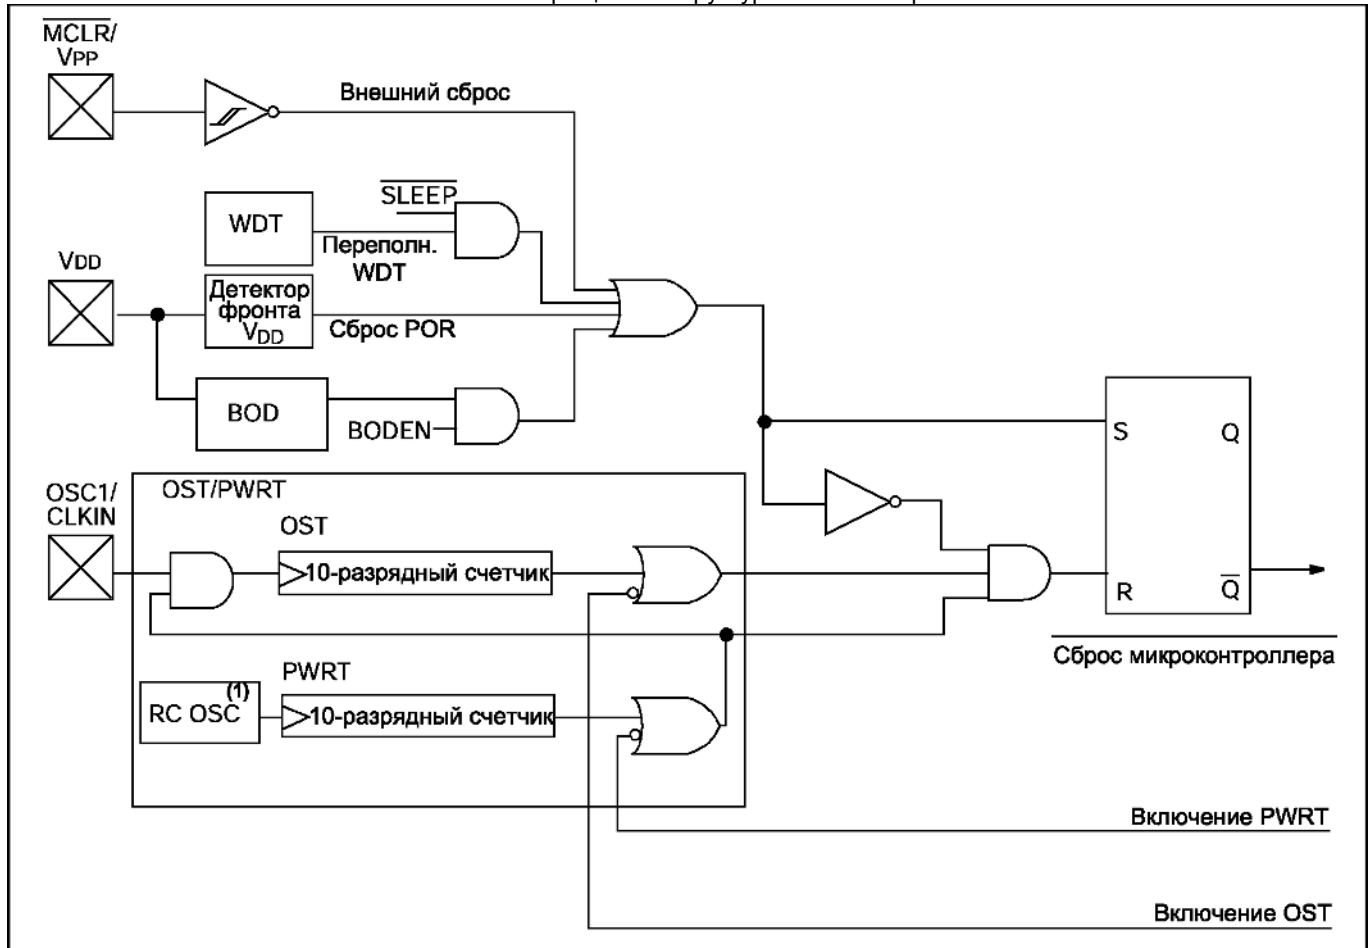 MCLR/
VPP
Внешний сброс
SLEEP
WDT
Переполн.
WDT
VDD
Детектор
фронта
VDD
Сброс POR
BOD
BODEN
S
Q
OSC1/
CLKIN
OST/PWRT
OST
>10-разрядный счетчик
R
Q
Сброс микроконтроллера
PWRT
RC OSC(1)
>10-разрядный счетчик
Включение PWRT
Включение OST